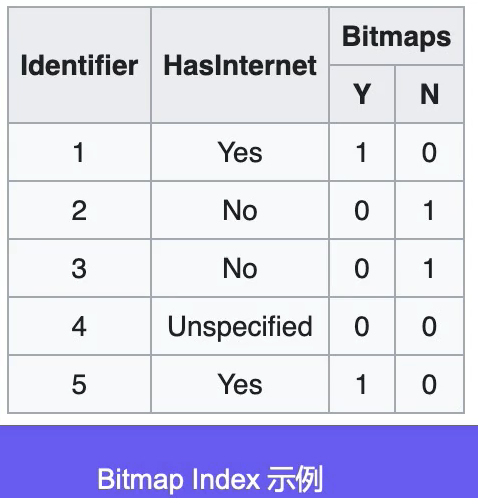 Identifier HasInternet Bitmaps
Y N
1 Yes 1 0
2 No 0 1
3 No 0 1
4 Unspecified 0 0
5 Yes 1 0
Bitmap Index 示例